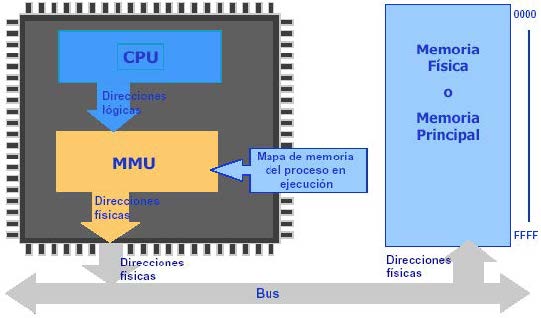 CPU
Direcciones
lógicas
MMU
Mapa de memoria
del proceso en
ejecución
Direcciones
físicas
Direcciones
físicas
Bus
Memoria
Física
o
Memoria
Principal
0000
FFFF
Direcciones
físicas